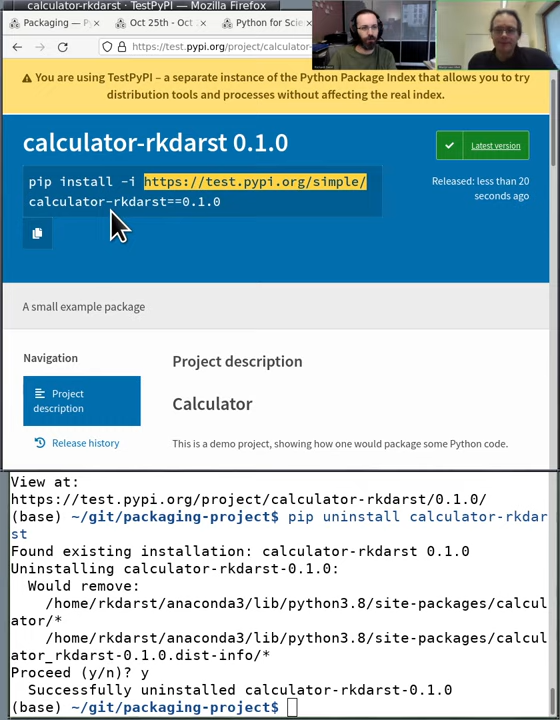 calculator-rkdarst · TestPyPI — Mozilla Firefox
Packaging — Py
Oct 25th - Oct
Python for Scie
https://test.pypi.org/project/calculator-
You are using TestPyPI – a separate instance of the Python Package Index that allows you to try
distribution tools and processes without affecting the real index.
calculator-rkdarst 0.1.0
Latest version
pip install -i https://test.pypi.org/simple/
calculator-rkdarst==0.1.0
Released: less than 20
seconds ago
A small example package
Navigation
Project
description
Release history
Project description
Calculator
This is a demo project, showing how one would package some Python code.
View at:
https://test.pypi.org/project/calculator-rkdarst/0.1.0/
(base) ~/git/packaging-project$ pip uninstall calculator-rkdar
st
Found existing installation: calculator-rkdarst 0.1.0
Uninstalling calculator-rkdarst-0.1.0:
Would remove:
/home/rkdarst/anaconda3/lib/python3.8/site-packages/calcul
ator/*
/home/rkdarst/anaconda3/lib/python3.8/site-packages/calcul
ator_rkdarst-0.1.0.dist-info/*
Proceed (y/n)? y
Successfully uninstalled calculator-rkdarst-0.1.0
(base) ~/git/packaging-project$